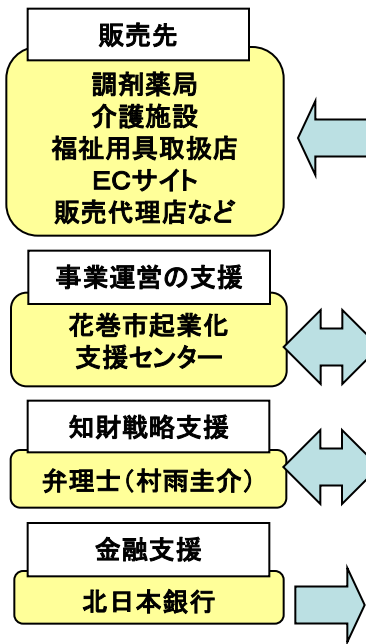 販売先
調剤薬局
介護施設
福祉用具取扱店
ECサイト
販売代理店など
事業運営の支援
花巻市起業化
支援センター
知財戦略支援
弁理士（村雨圭介）
金融支援
北日本銀行